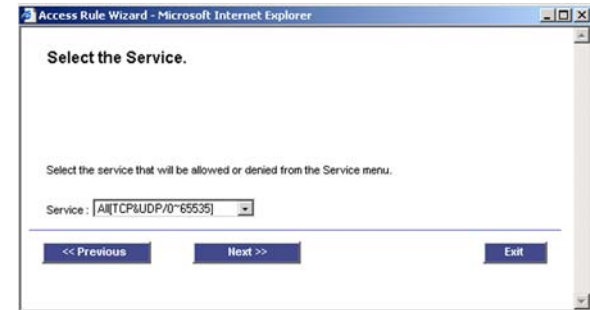 Access Rule Wizard - Microsoft Internet Explorer
Select the Service.
Select the service that will be allowed or denied from the Service menu.
Service : All[TCP&UDP/0~65535]
<< Previous Next >> Exit